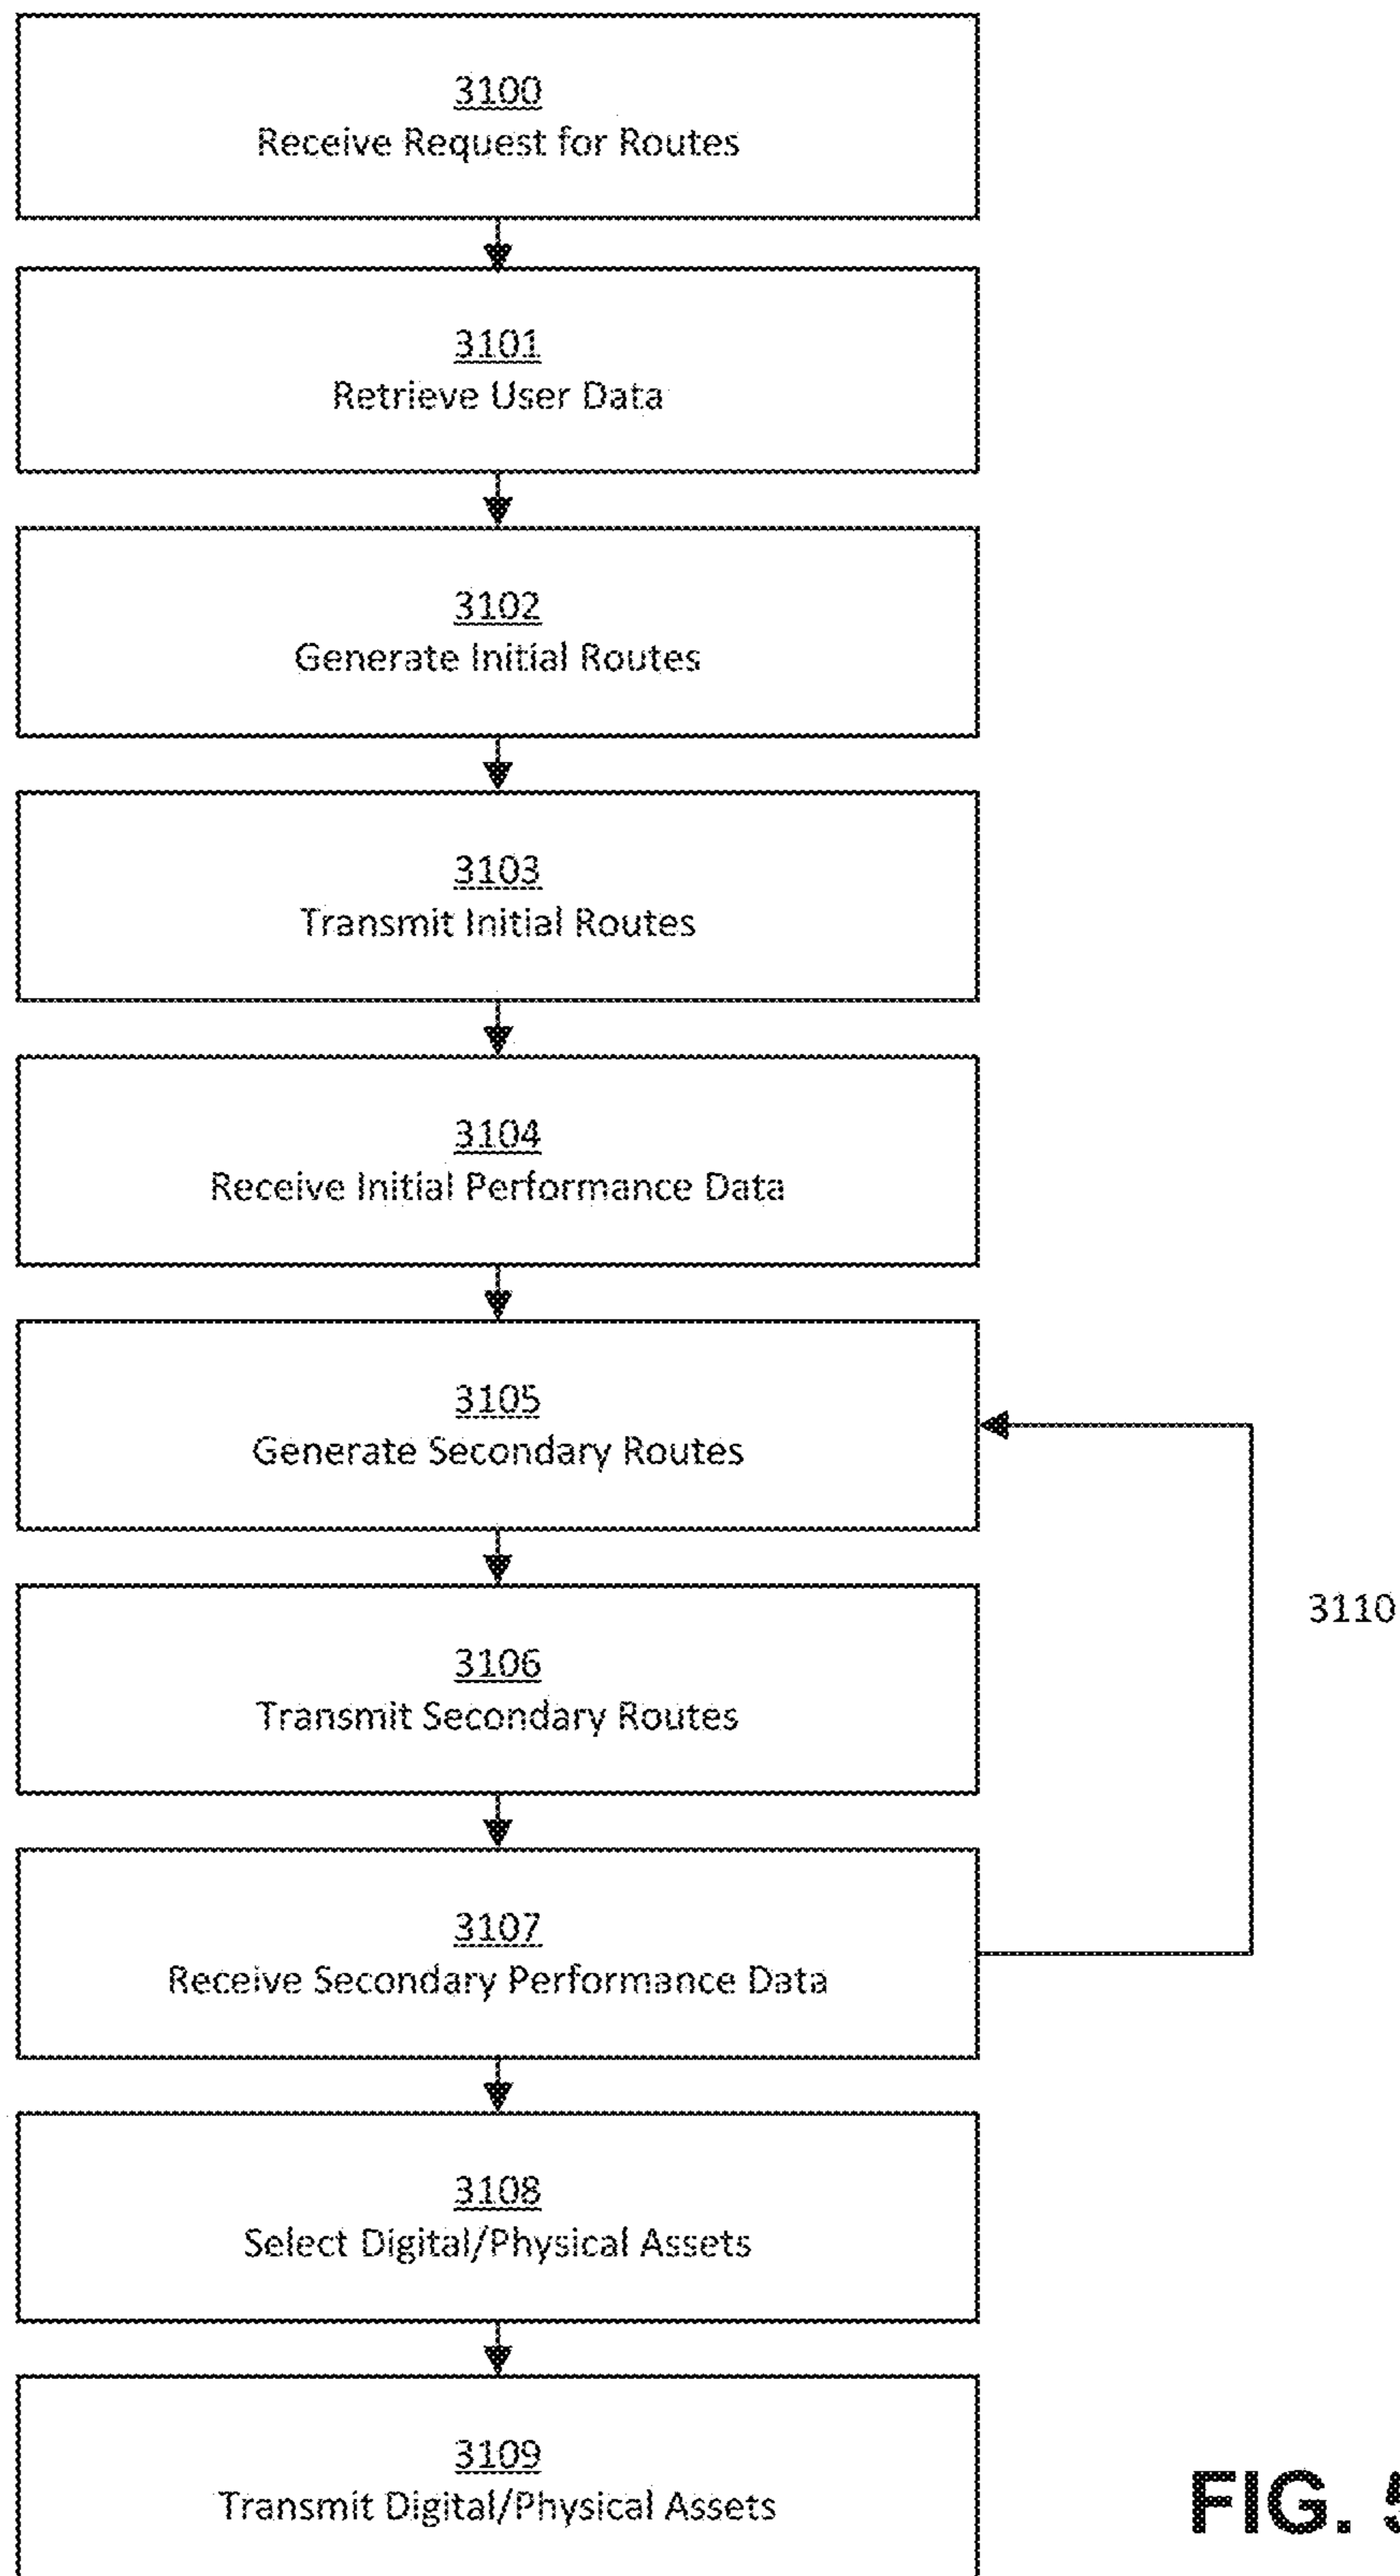 3100
Receive Request for Routes
3101
Retrieve User Data
3102
Generate Initial Routes
3103
Transmit Initial Routes
3104
Receive Initial Performance Data
3105
Generate Secondary Routes
3106
Transmit Secondary Routes
3110
3107
Receive Secondary Performance Data
3108
Select Digital/Physical Assets
3109
Transmit Digital/Physical Assets
FIG. 5